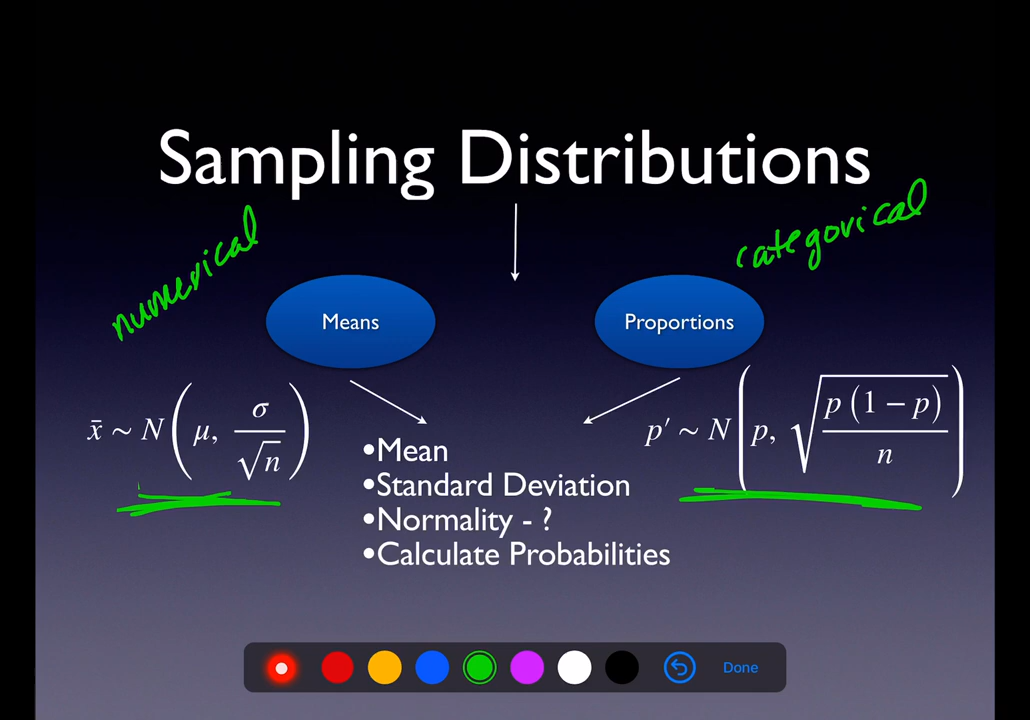 Sampling Distributions
numerical
categorical
Means
Proportions
x̄ ~ N(μ, σ/√n)
p′ ~ N(p, √(p(1 − p)/n))
•Mean
•Standard Deviation
•Normality - ?
•Calculate Probabilities
Done